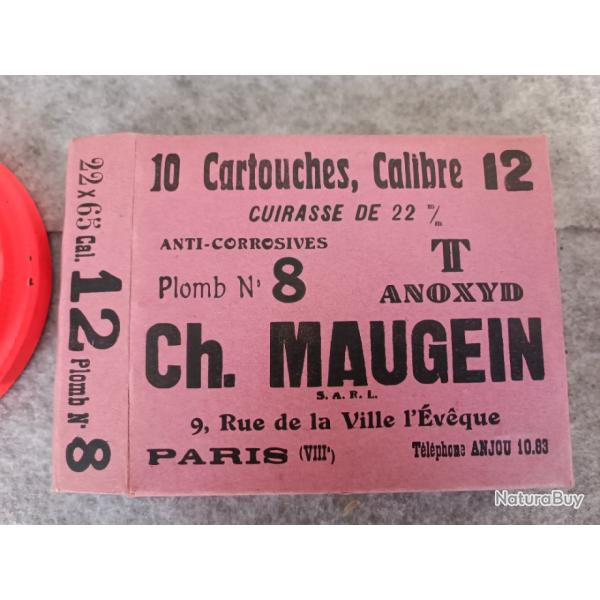 22 x 65 Cal.
12
Plomb N° 8
10 Cartouches, Calibre 12
CUIRASSE DE 22 m/m
ANTI-CORROSIVES
T
Plomb N° 8
ANOXYD
Ch. MAUGEIN
S.A.R.L.
9, Rue de la Ville l'Évêque
PARIS (VIIIe)
Téléphone ANJOU 10.83
NaturaBuy